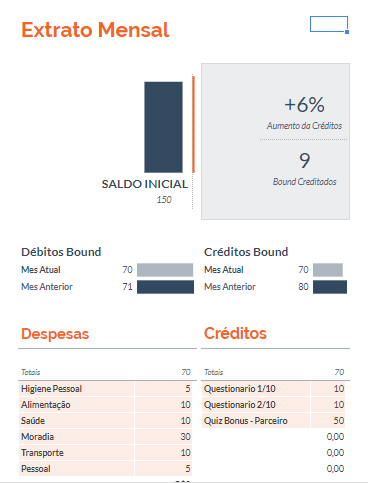 Extrato Mensal
+6%
Aumento da Créditos
9
Bound Creditados
SALDO INICIAL
150
Débitos Bound
Mes Atual 70
Mes Anterior 71
Créditos Bound
Mes Atual 70
Mes Anterior 80
Despesas
Totais 70
Higiene Pessoal 5
Alimentação 10
Saúde 10
Moradia 30
Transporte 10
Pessoal 5
Créditos
Totais 70
Questionario 1/10 10
Questionario 2/10 10
Quiz Bonus - Parceiro 50
0,00
0,00
0,00